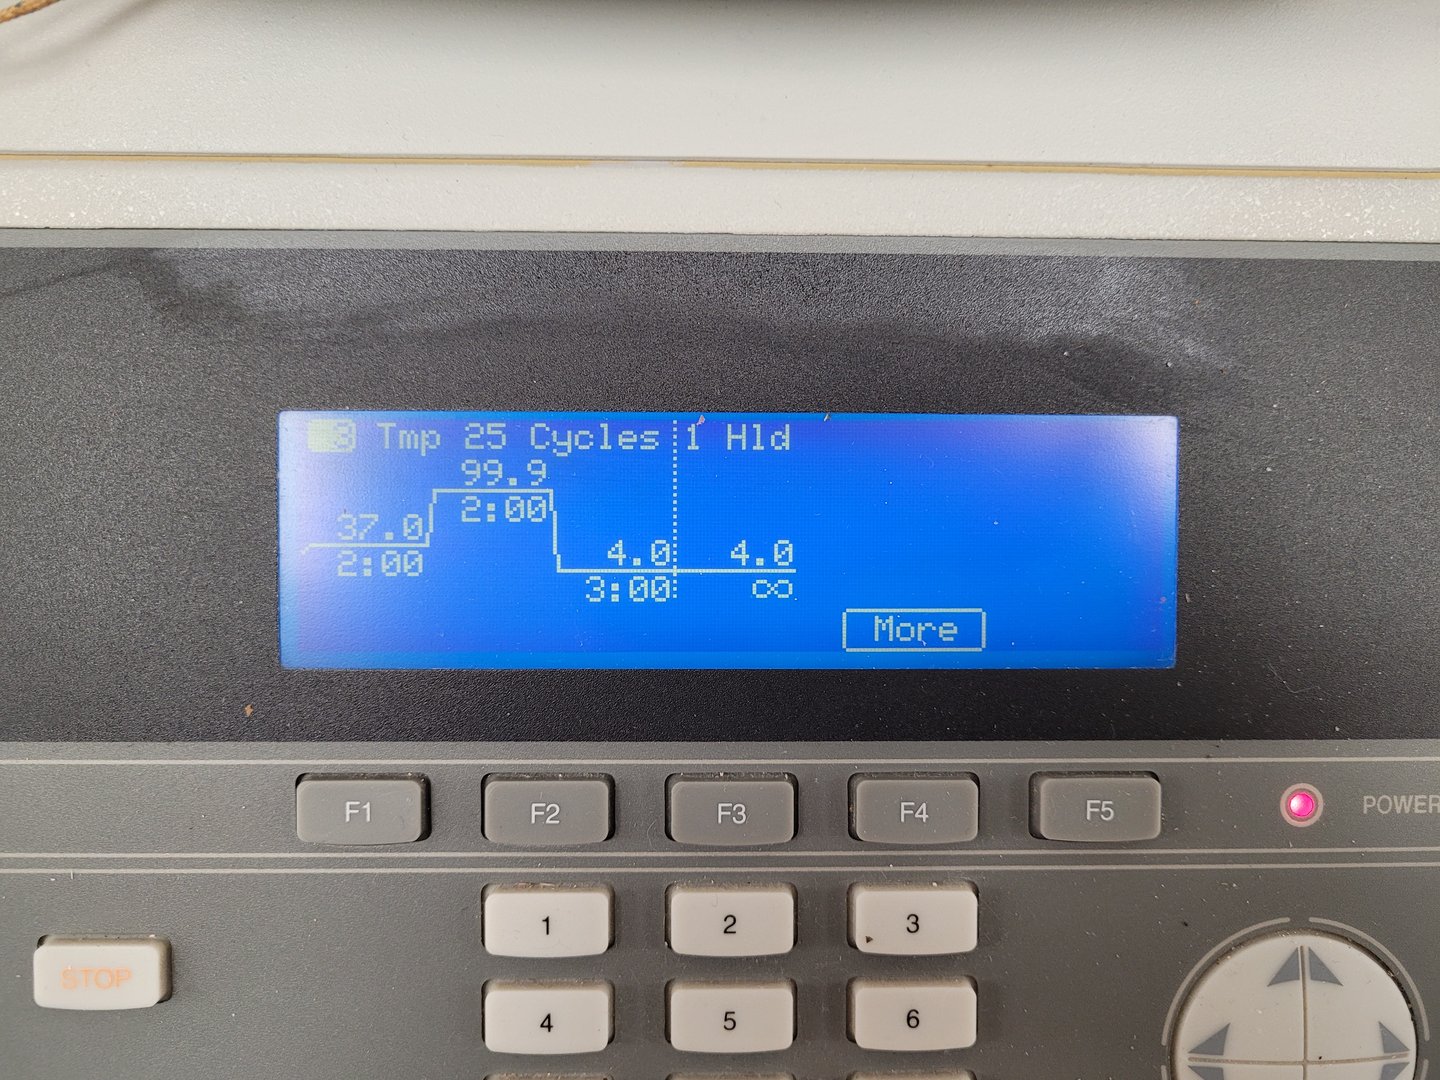 3 Tmp 25 Cycles 1 Hld
99.9
2:00
37.0
2:00
4.0 4.0
3:00 ∞
More
F1 F2 F3 F4 F5 POWER
1 2 3
STOP
4 5 6